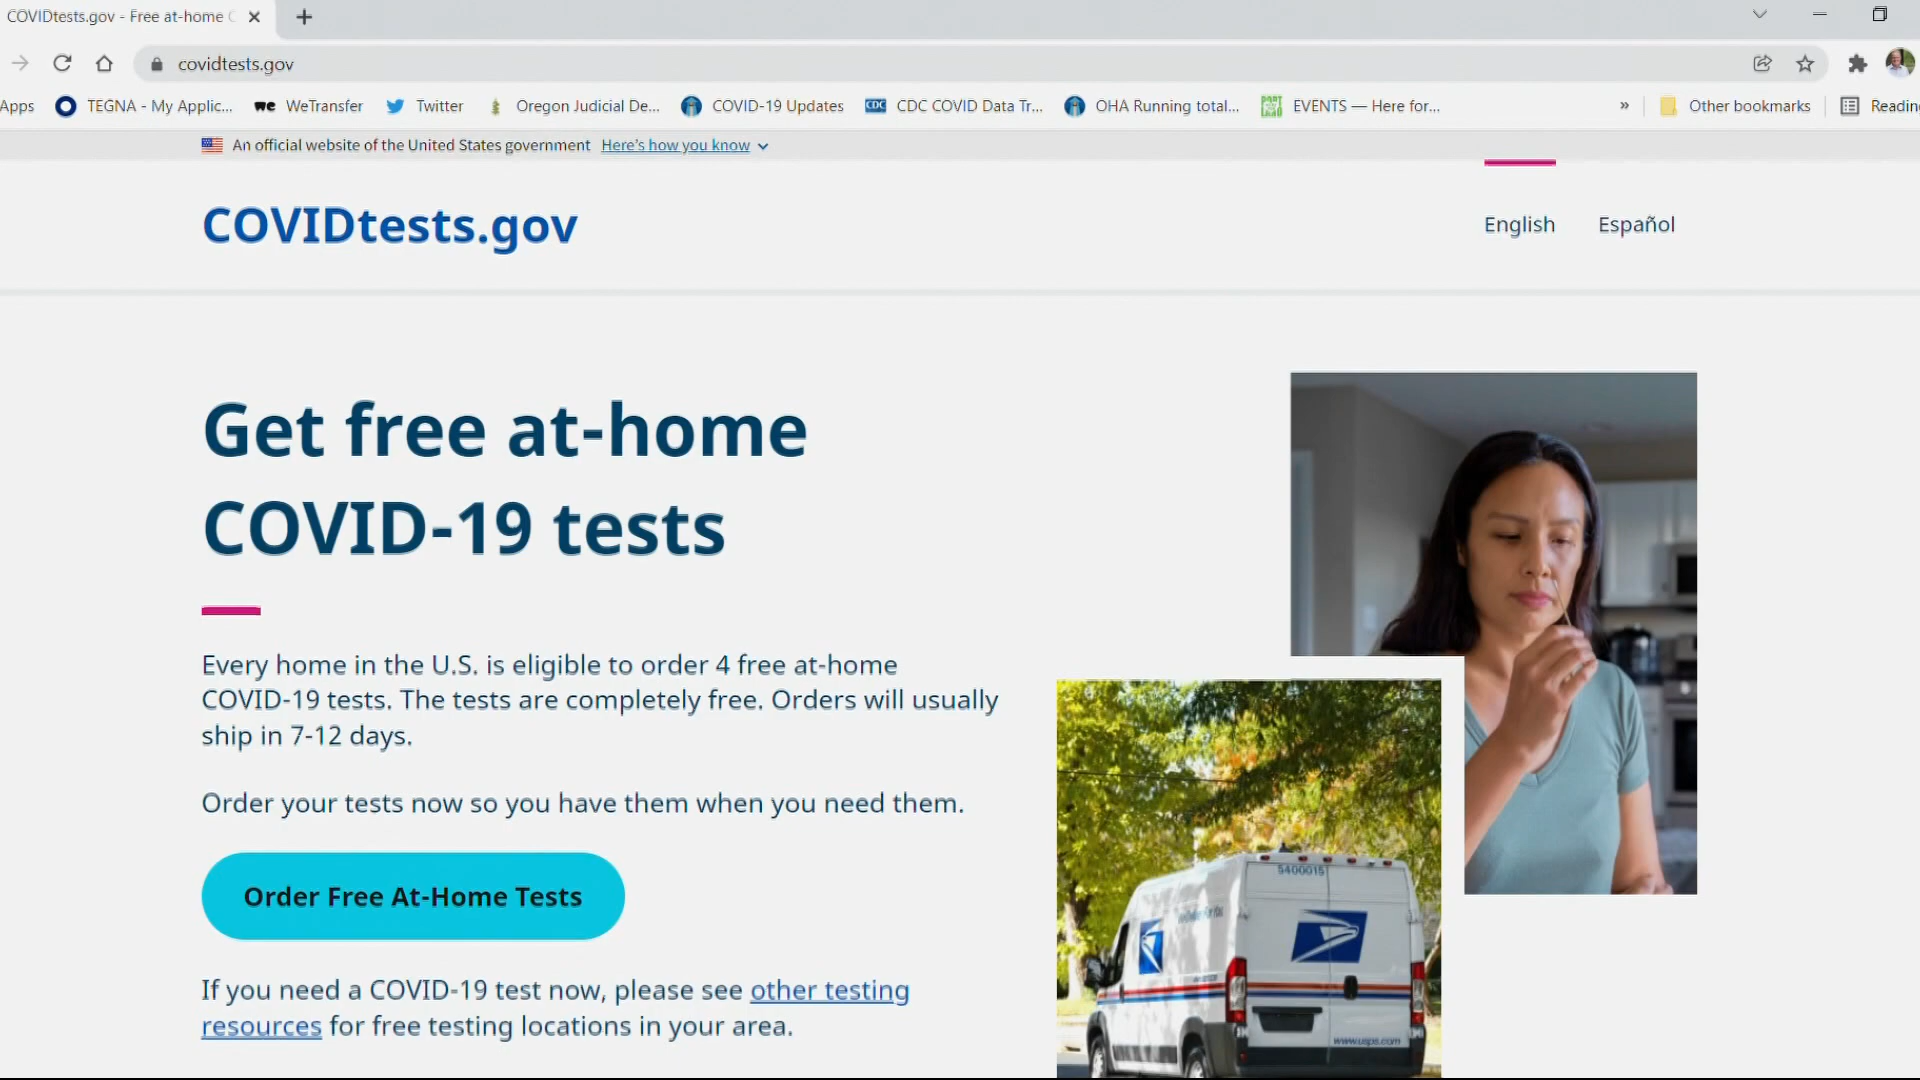 COVIDtests.gov - Free at-home C
covidtests.gov
Apps TEGNA - My Applic... WeTransfer Twitter Oregon Judicial De... COVID-19 Updates CDC COVID Data Tr... OHA Running total... EVENTS — Here for... » Other bookmarks Reading
An official website of the United States government Here's how you know
COVIDtests.gov
English Español
Get free at-home
COVID-19 tests
Every home in the U.S. is eligible to order 4 free at-home
COVID-19 tests. The tests are completely free. Orders will usually
ship in 7-12 days.
Order your tests now so you have them when you need them.
Order Free At-Home Tests
If you need a COVID-19 test now, please see other testing
resources for free testing locations in your area.
5400015
www.usps.com